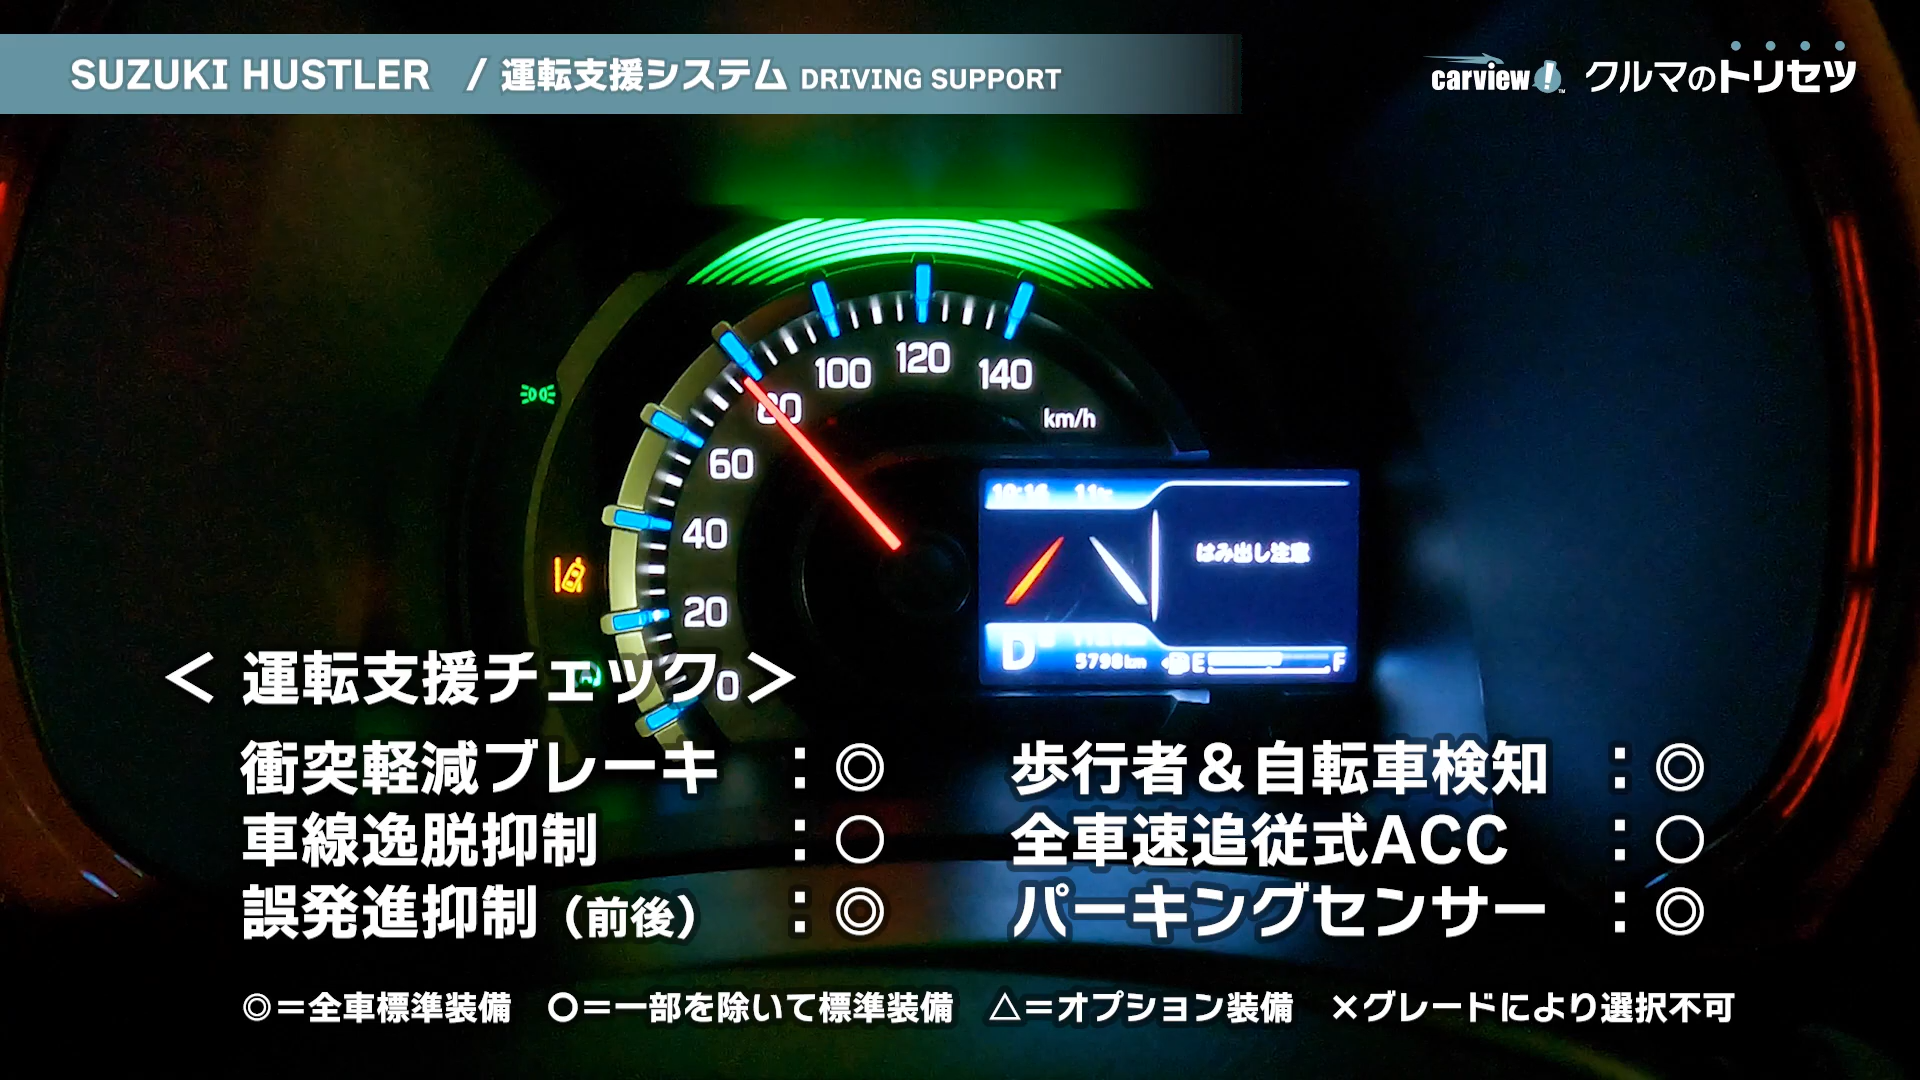 SUZUKI HUSTLER / 運転支援システム DRIVING SUPPORT
carview! クルマのトリセツ
100 120 140
80
km/h
60
40
20
0
はみ出し注意
D
5798km E F
＜ 運転支援チェック ＞
衝突軽減ブレーキ ：◎ 歩行者＆自転車検知 ：◎
車線逸脱抑制 ：○ 全車速追従式ACC ：○
誤発進抑制（前後） ：◎ パーキングセンサー ：◎
◎＝全車標準装備 ○＝一部を除いて標準装備 △＝オプション装備 ×グレードにより選択不可